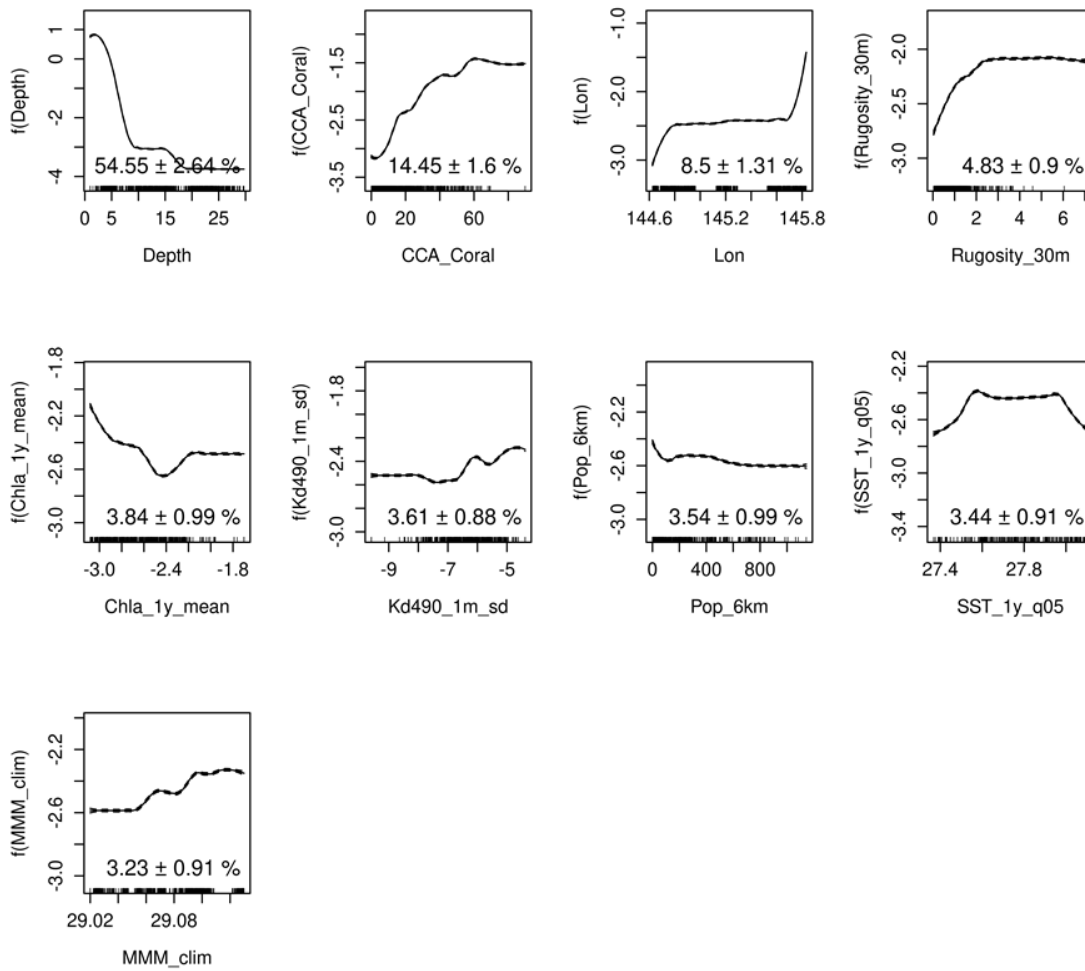 f(Depth)
1
0
-2
-4
54.55 ± 2.64 %
0 5 15 25
Depth
f(CCA_Coral)
-1.5
-2.5
-3.5
14.45 ± 1.6 %
0 20 60
CCA_Coral
f(Lon)
-1.0
-2.0
-3.0
8.5 ± 1.31 %
144.6 145.2 145.8
Lon
f(Rugosity_30m)
-2.0
-2.5
-3.0
4.83 ± 0.9 %
0 2 4 6
Rugosity_30m
f(Chla_1y_mean)
-1.8
-2.2
-2.6
-3.0
3.84 ± 0.99 %
-3.0 -2.4 -1.8
Chla_1y_mean
f(Kd490_1m_sd)
-1.8
-2.4
-3.0
3.61 ± 0.88 %
-9 -7 -5
Kd490_1m_sd
f(Pop_6km)
-2.2
-2.6
-3.0
3.54 ± 0.99 %
0 400 800
Pop_6km
f(SST_1y_q05)
-2.2
-2.6
-3.0
-3.4
3.44 ± 0.91 %
27.4 27.8
SST_1y_q05
f(MMM_clim)
-2.2
-2.6
-3.0
3.23 ± 0.91 %
29.02 29.08
MMM_clim